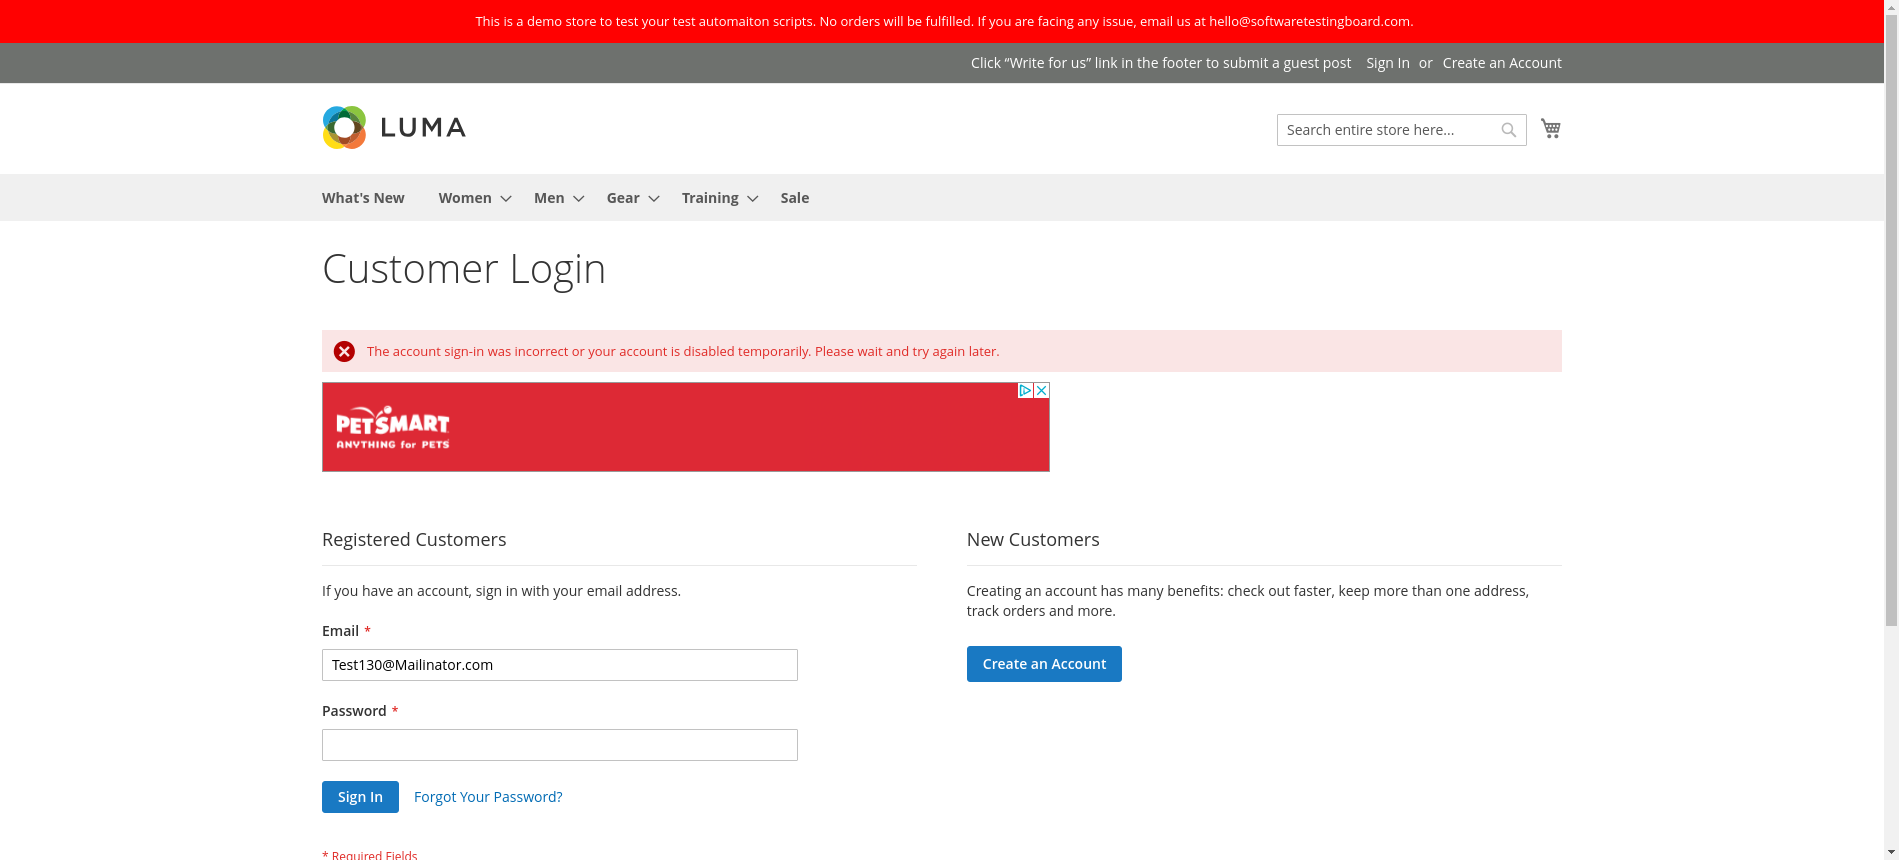 This is a demo store to test your test automaiton scripts. No orders will be fulfilled. If you are facing any issue, email us at hello@softwaretestingboard.com.
Click “Write for us” link in the footer to submit a guest post Sign In or Create an Account
LUMA
Search entire store here...
What's New Women Men Gear Training Sale
Customer Login
The account sign-in was incorrect or your account is disabled temporarily. Please wait and try again later.
PETSMART
ANYTHING for PETS
Registered Customers
If you have an account, sign in with your email address.
Email *
Test130@Mailinator.com
Password *
Sign In Forgot Your Password?
* Required Fields
New Customers
Creating an account has many benefits: check out faster, keep more than one address,
track orders and more.
Create an Account